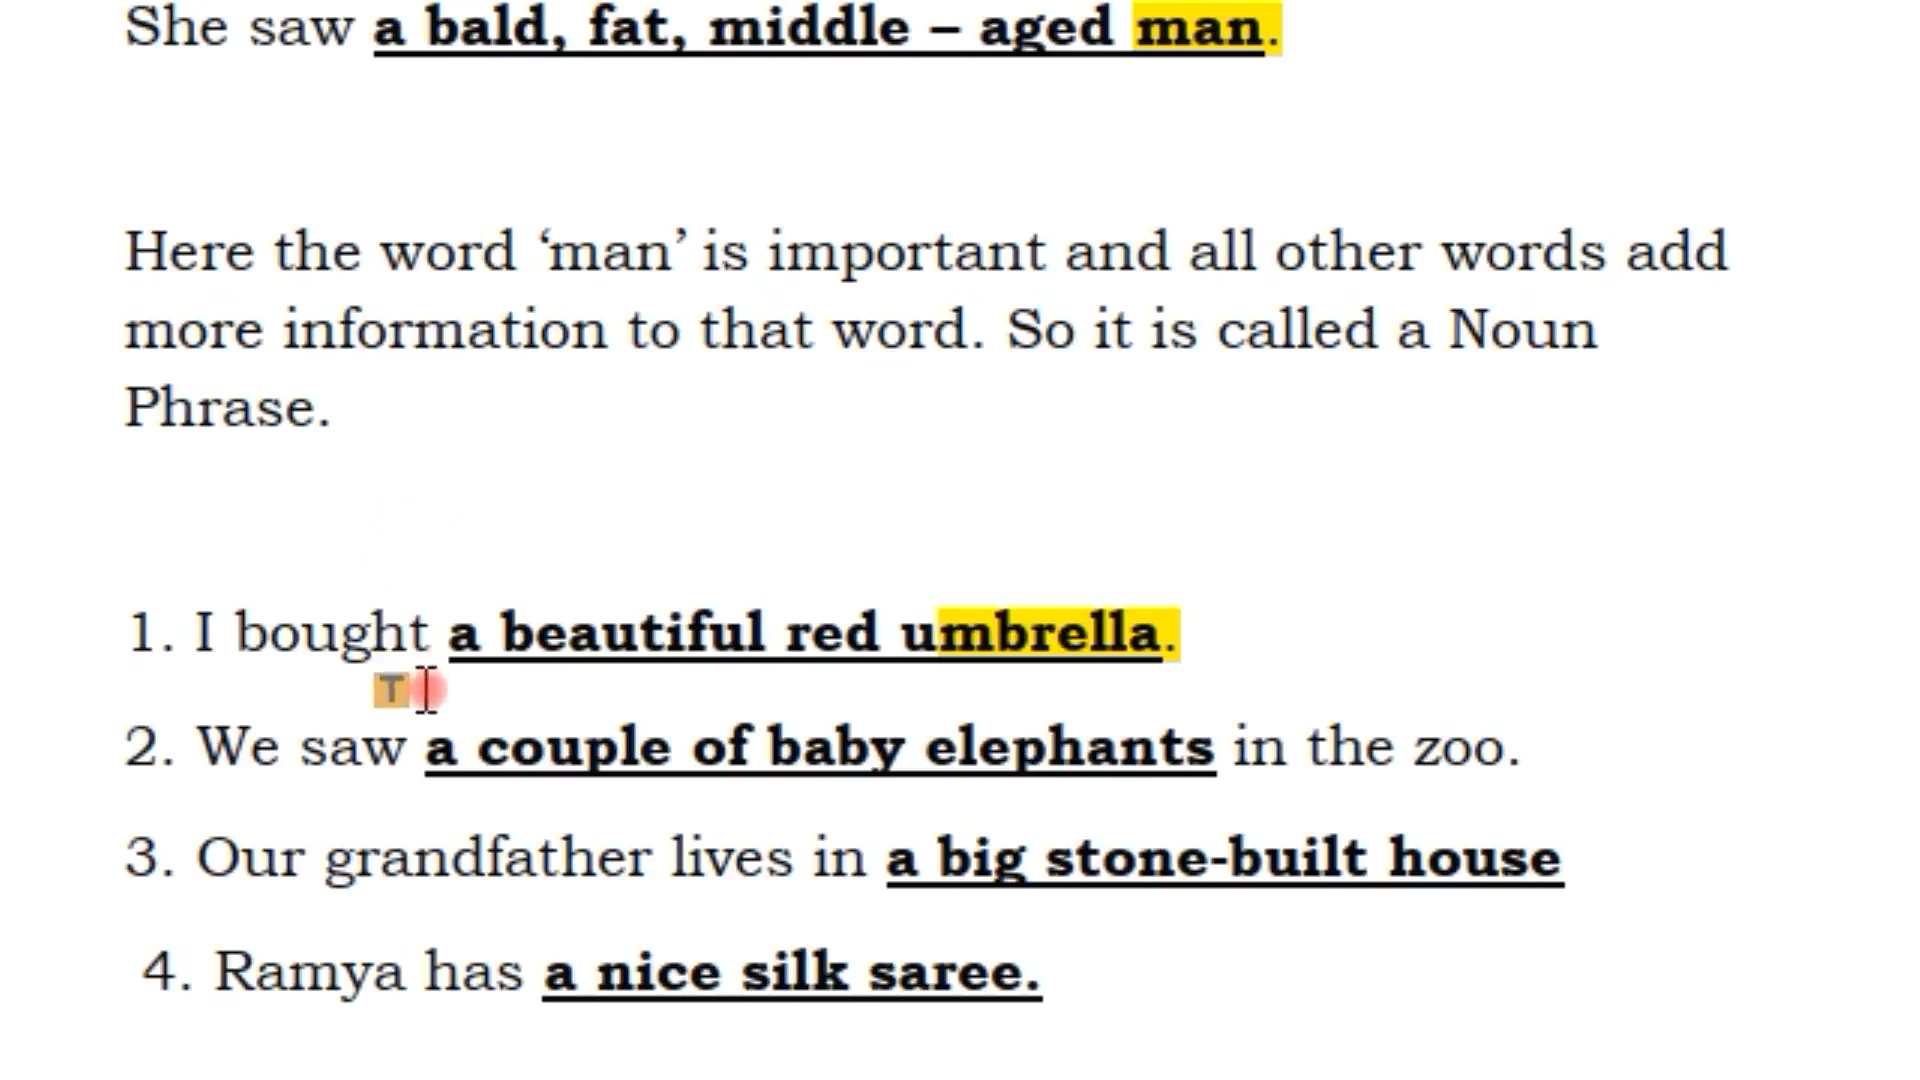 She saw a bald, fat, middle – aged man.
Here the word ‘man’ is important and all other words add
more information to that word. So it is called a Noun
Phrase.
1. I bought a beautiful red umbrella.
T
2. We saw a couple of baby elephants in the zoo.
3. Our grandfather lives in a big stone-built house
4. Ramya has a nice silk saree.